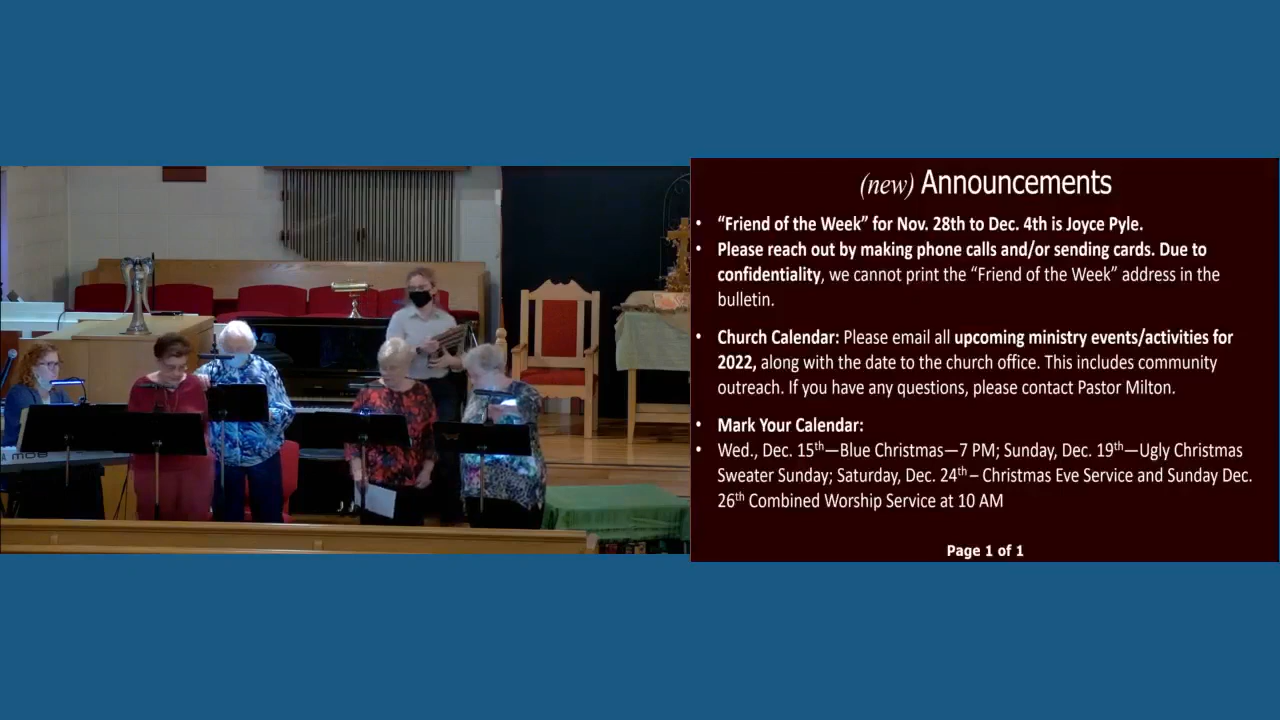 (new) Announcements
• “Friend of the Week” for Nov. 28th to Dec. 4th is Joyce Pyle.
• Please reach out by making phone calls and/or sending cards. Due to
confidentiality, we cannot print the “Friend of the Week” address in the
bulletin.
• Church Calendar: Please email all upcoming ministry events/activities for
2022, along with the date to the church office. This includes community
outreach. If you have any questions, please contact Pastor Milton.
• Mark Your Calendar:
• Wed., Dec. 15th—Blue Christmas—7 PM; Sunday, Dec. 19th—Ugly Christmas
Sweater Sunday; Saturday, Dec. 24th – Christmas Eve Service and Sunday Dec.
26th Combined Worship Service at 10 AM
Page 1 of 1